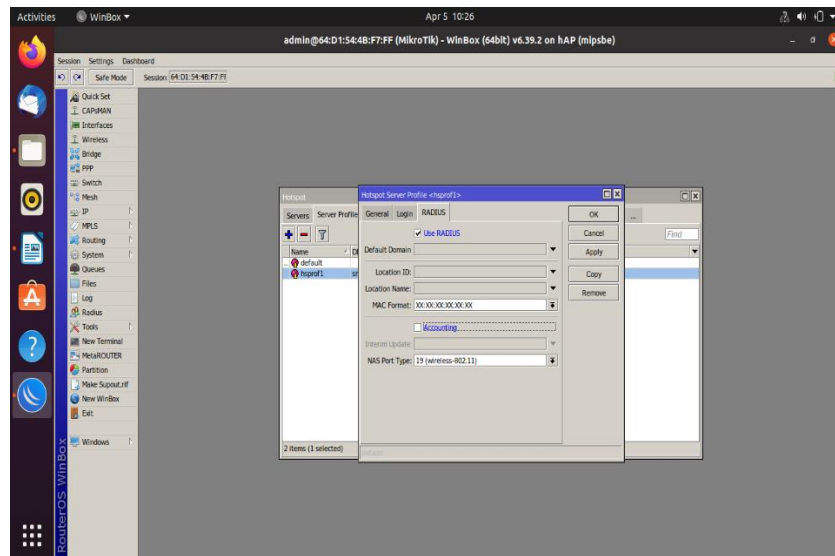 Activities WinBox Apr 5 10:26
admin@64:D1:54:4B:F7:FF (MikroTik) - WinBox (64bit) v6.39.2 on hAP (mipsbe)
Session Settings Dashboard
Safe Mode Session: 64:D1:54:4B:F7:FF
Quick Set
CAPsMAN
Interfaces
Wireless
Bridge
PPP
Switch
Mesh
IP
MPLS
Routing
System
Queues
Files
Log
Radius
Tools
New Terminal
MetaROUTER
Partition
Make Supout.rif
New WinBox
Exit
Windows
RouterOS WinBox
Hotspot
Servers Server Profile
Find
Name
default
hsprof1
2 items (1 selected)
Hotspot Server Profile <hsprof1>
General Login RADIUS
Use RADIUS
Default Domain
Location ID:
Location Name:
MAC Format: XX:XX:XX:XX:XX:XX
Accounting
Interim Update:
NAS Port Type: 19 (wireless-802.11)
OK
Cancel
Apply
Copy
Remove
default